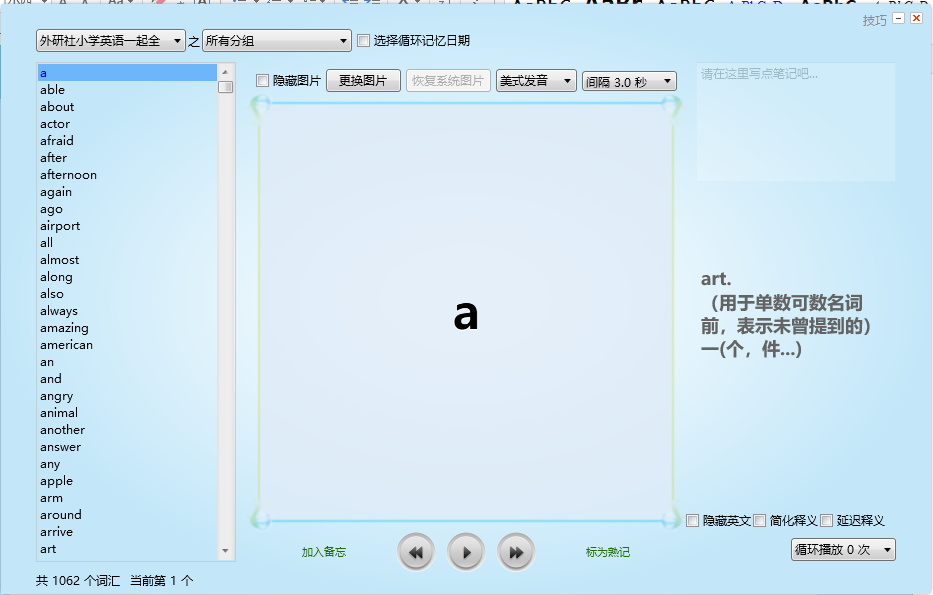 技巧
外研社小学英语一起全 之 所有分组 选择循环记忆日期
隐藏图片 更换图片 恢复系统图片 美式发音 间隔 3.0 秒
请在这里写点笔记吧...
a
able
about
actor
afraid
after
afternoon
again
ago
airport
all
almost
along
also
always
amazing
american
an
and
angry
animal
another
answer
any
apple
arm
around
arrive
art
a
art.
（用于单数可数名词
前，表示未曾提到的）
一(个，件...)
隐藏英文 简化释义 延迟释义
加入备忘 标为熟记 循环播放 0 次
共 1062 个词汇 当前第 1 个